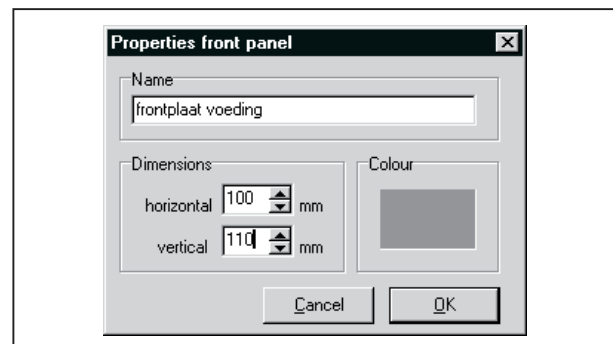 Properties front panel
Name
frontplaat voeding
Dimensions
horizontal 100 mm
vertical 110 mm
Colour
Cancel OK